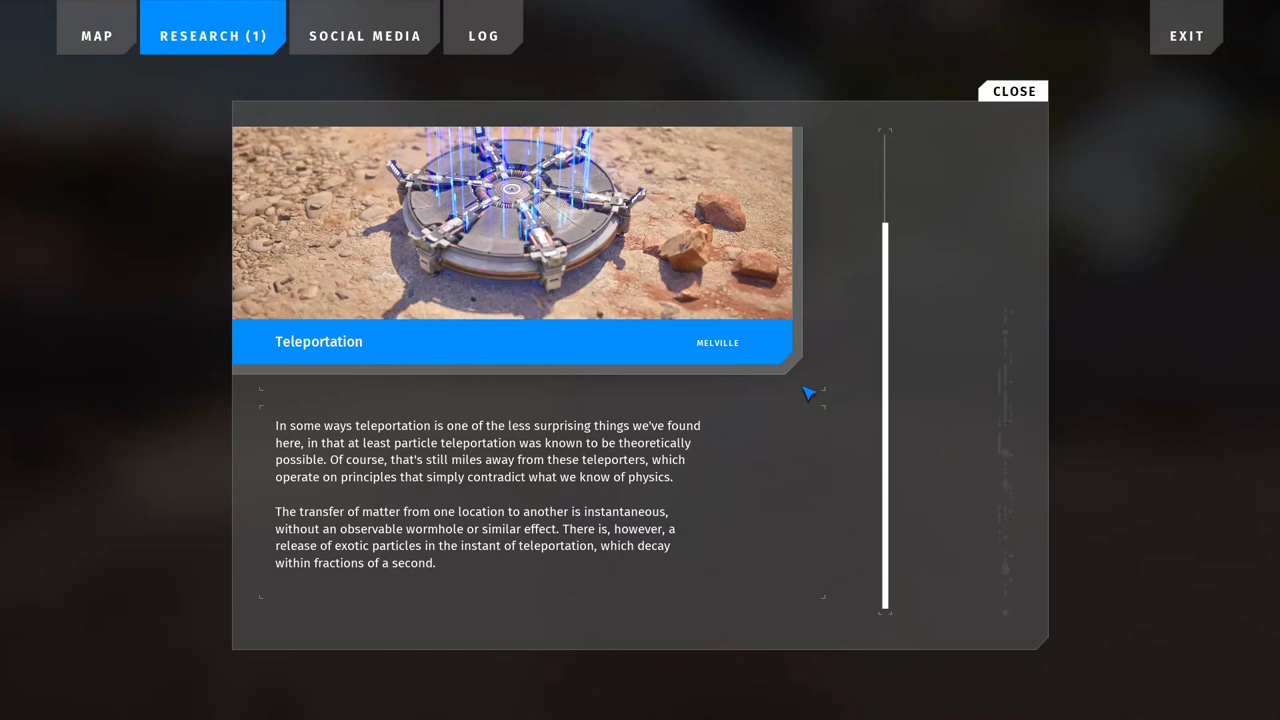 MAP
RESEARCH (1)
SOCIAL MEDIA
LOG
EXIT
CLOSE
Teleportation
MELVILLE
In some ways teleportation is one of the less surprising things we've found
here, in that at least particle teleportation was known to be theoretically
possible. Of course, that's still miles away from these teleporters, which
operate on principles that simply contradict what we know of physics.
The transfer of matter from one location to another is instantaneous,
without an observable wormhole or similar effect. There is, however, a
release of exotic particles in the instant of teleportation, which decay
within fractions of a second.